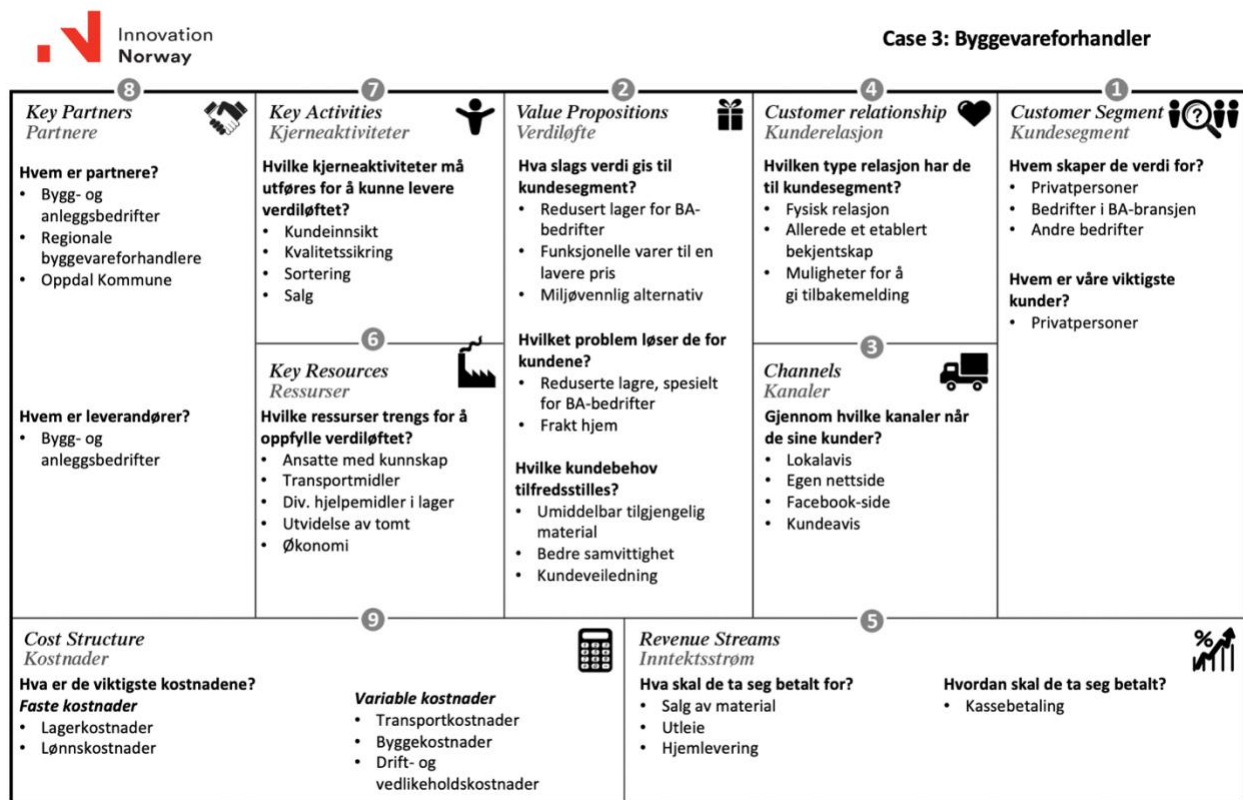 Innovation
Norway
Case 3: Byggevareforhandler
8
Key Partners
Partnere
Hvem er partnere?
• Bygg- og
anleggsbedrifter
• Regionale
byggevareforhandlere
• Oppdal Kommune
Hvem er leverandører?
• Bygg- og
anleggsbedrifter
7
Key Activities
Kjerneaktiviteter
Hvilke kjerneaktiviteter må
utføres for å kunne levere
verdiløftet?
• Kundeinnsikt
• Kvalitetssikring
• Sortering
• Salg
6
Key Resources
Ressurser
Hvilke ressurser trengs for å
oppfylle verdiløftet?
• Ansatte med kunnskap
• Transportmidler
• Div. hjelpemidler i lager
• Utvidelse av tomt
• Økonomi
2
Value Propositions
Verdiløfte
Hva slags verdi gis til
kundesegment?
• Redusert lager for BA-
bedrifter
• Funksjonelle varer til en
lavere pris
• Miljøvennlig alternativ
Hvilket problem løser de for
kundene?
• Reduserte lagre, spesielt
for BA-bedrifter
• Frakt hjem
Hvilke kundebehov
tilfredsstilles?
• Umiddelbar tilgjengelig
material
• Bedre samvittighet
• Kundeveiledning
4
Customer relationship
Kunderelasjon
Hvilken type relasjon har de
til kundesegment?
• Fysisk relasjon
• Allerede et etablert
bekjentskap
• Muligheter for å
gi tilbakemelding
3
Channels
Kanaler
Gjennom hvilke kanaler når
de sine kunder?
• Lokalavis
• Egen nettside
• Facebook-side
• Kundeavis
1
Customer Segment
Kundesegment
?
Hvem skaper de verdi for?
• Privatpersoner
• Bedrifter i BA-bransjen
• Andre bedrifter
Hvem er våre viktigste
kunder?
• Privatpersoner
9
Cost Structure
Kostnader
Hva er de viktigste kostnadene?
Faste kostnader
• Lagerkostnader
• Lønnskostnader
Variable kostnader
• Transportkostnader
• Byggekostnader
• Drift- og
vedlikeholdskostnader
5
Revenue Streams
Inntektsstrøm
%
Hva skal de ta seg betalt for?
• Salg av material
• Utleie
• Hjemlevering
Hvordan skal de ta seg betalt?
• Kassebetaling